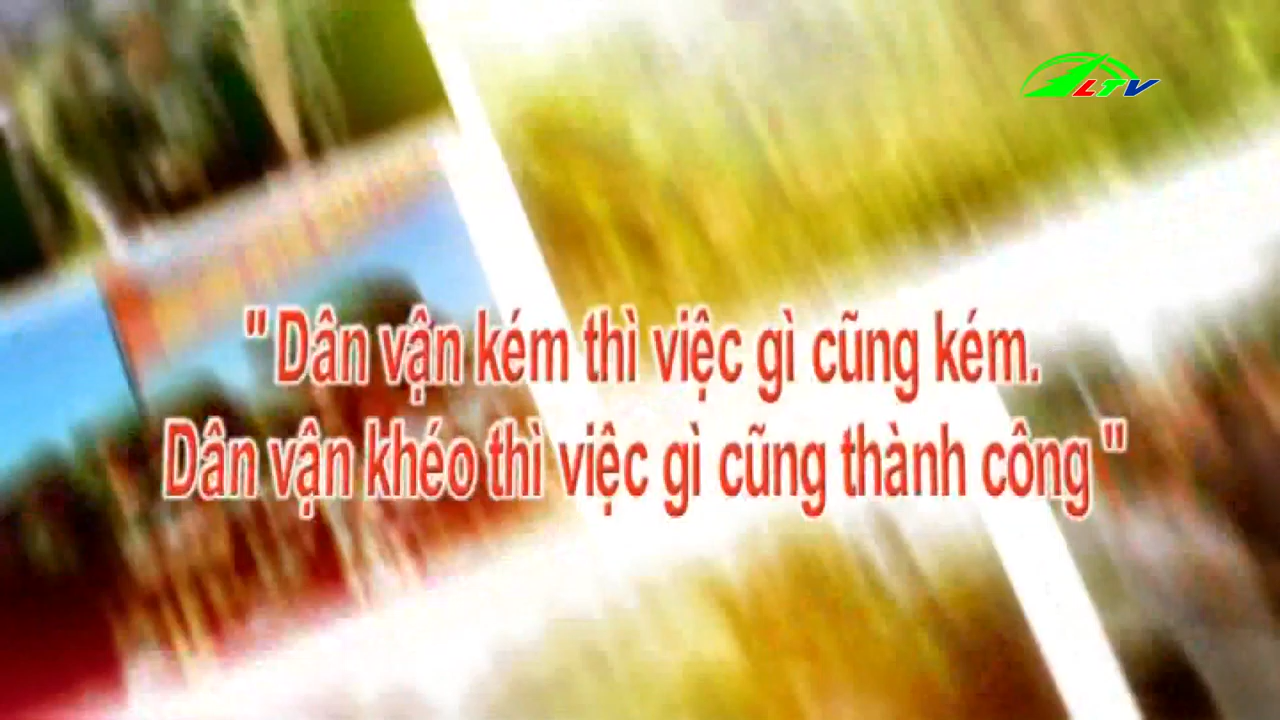 LTV
"Dân vận kém thì việc gì cũng kém.
Dân vận khéo thì việc gì cũng thành công"